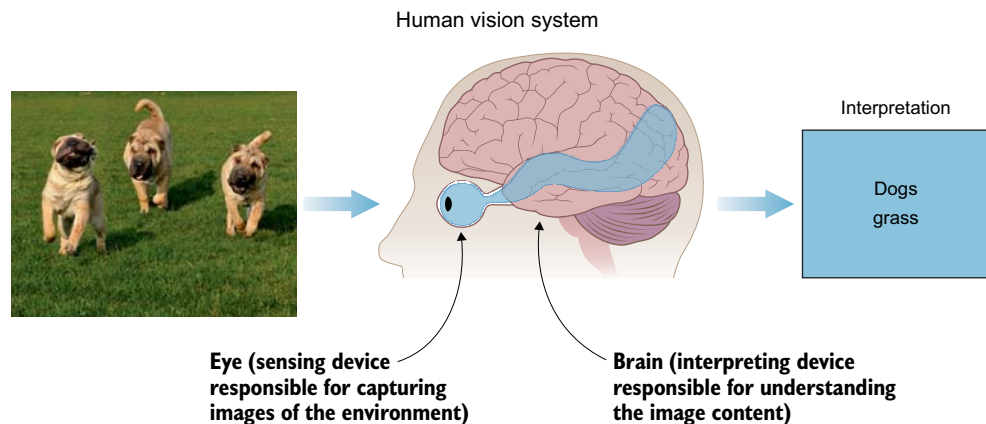 Human vision system
Interpretation
Dogs
grass
Eye (sensing device
responsible for capturing
images of the environment)
Brain (interpreting device
responsible for understanding
the image content)